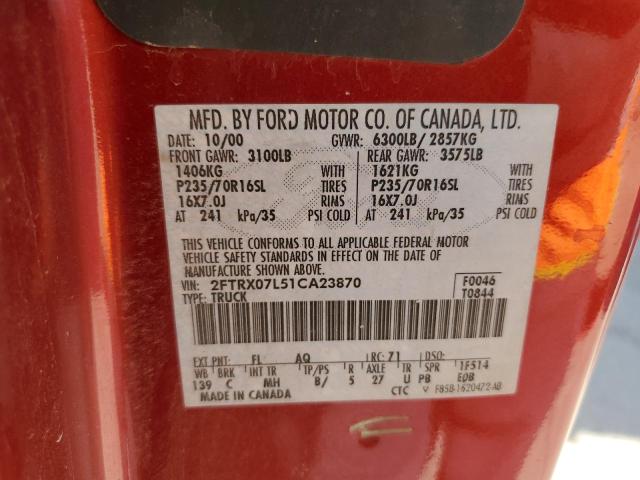 MFD. BY FORD MOTOR CO. OF CANADA, LTD.
DATE: 10/00 GVWR: 6300LB/ 2857KG
FRONT GAWR: 3100LB REAR GAWR: 3575LB
1406KG WITH 1621KG WITH
P235/70R16SL TIRES P235/70R16SL TIRES
16X7.0J RIMS 16X7.0J RIMS
AT 241 kPa/35 PSI COLD AT 241 kPa/35 PSI COLD
THIS VEHICLE CONFORMS TO ALL APPLICABLE FEDERAL MOTOR
VEHICLE SAFETY STANDARDS IN EFFECT ON THE DATE OF
MANUFACTURE SHOWN ABOVE.
VIN: 2FTRX07L51CA23870 F0046
TYPE: TRUCK T0844
EXT PNT: FL AQ RC: 71 DSO:
WB BRK INT TR TP/PS R AXLE TR SPR 1F514
139 C MH B/ 5 27 U PB EOB
MADE IN CANADA CTC V F85B-1620472-AB